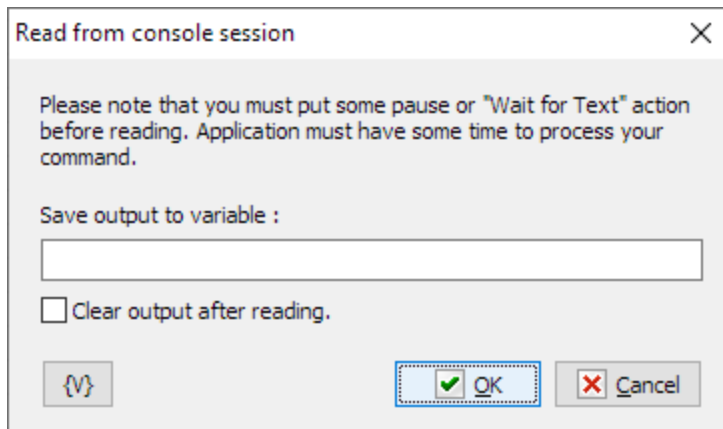 Read from console session
Please note that you must put some pause or "Wait for Text" action
before reading. Application must have some time to process your
command.
Save output to variable :
Clear output after reading.
{V}
OK
Cancel